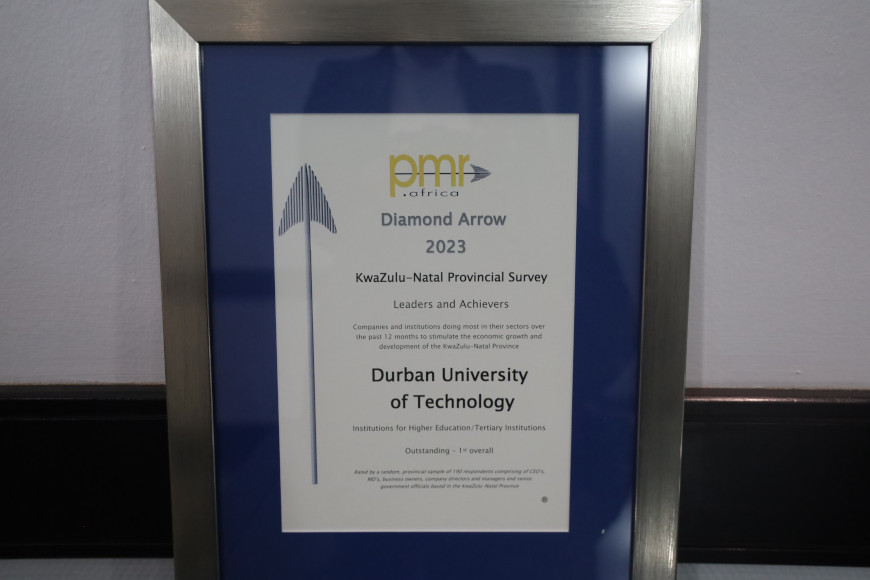 pmr
.africa
Diamond Arrow
2023
KwaZulu-Natal Provincial Survey
Leaders and Achievers
Companies and institutions doing most in their sectors over
the past 12 months to stimulate the economic growth and
development of the KwaZulu-Natal Province
Durban University
of Technology
Institutions for Higher Education/Tertiary Institutions
Outstanding - 1st overall
Rated by a random, provincial sample of 190 respondents comprising of CEO's,
MD's, business owners, company directors and managers and senior
government officials based in the KwaZulu-Natal Province